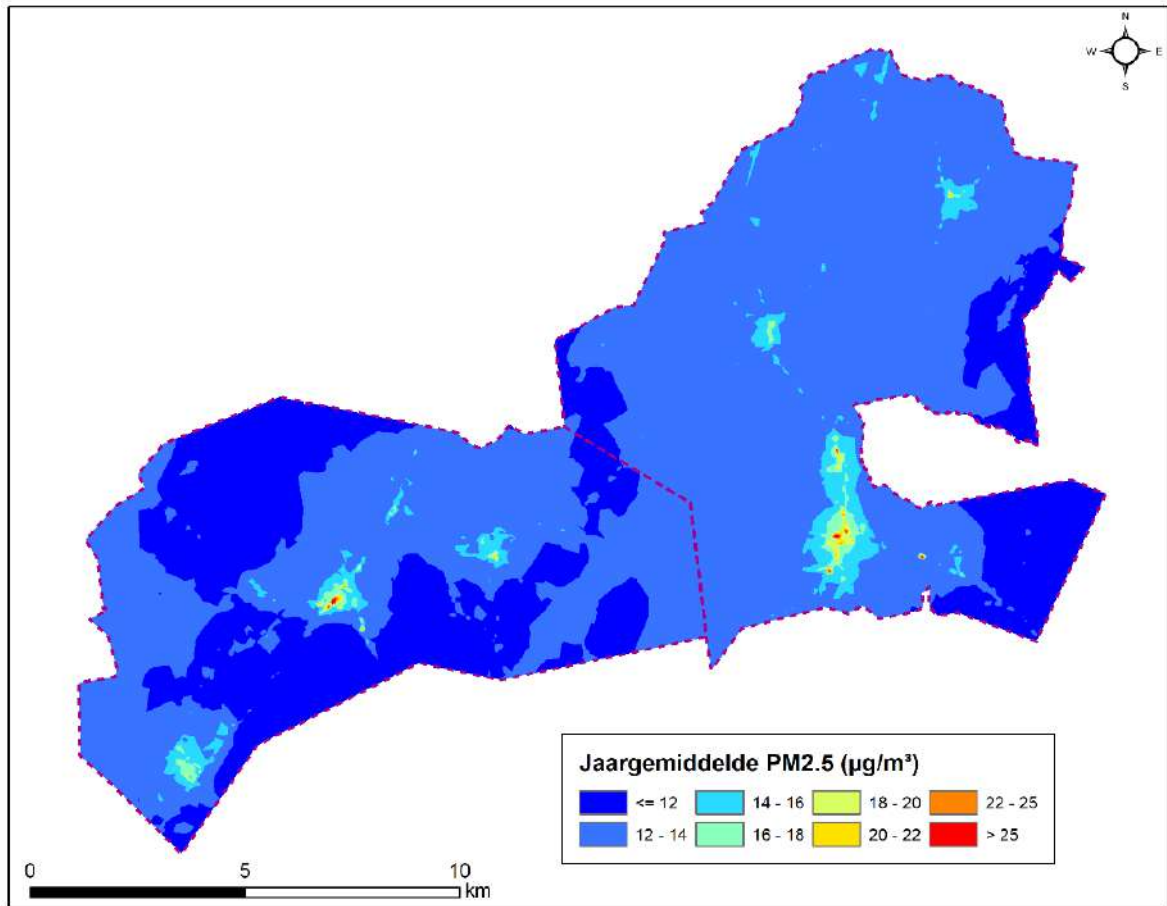 N
W E
S
Jaargemiddelde PM2.5 (µg/m³)
<= 12 14 - 16 18 - 20 22 - 25
12 - 14 16 - 18 20 - 22 > 25
0 5 10
km